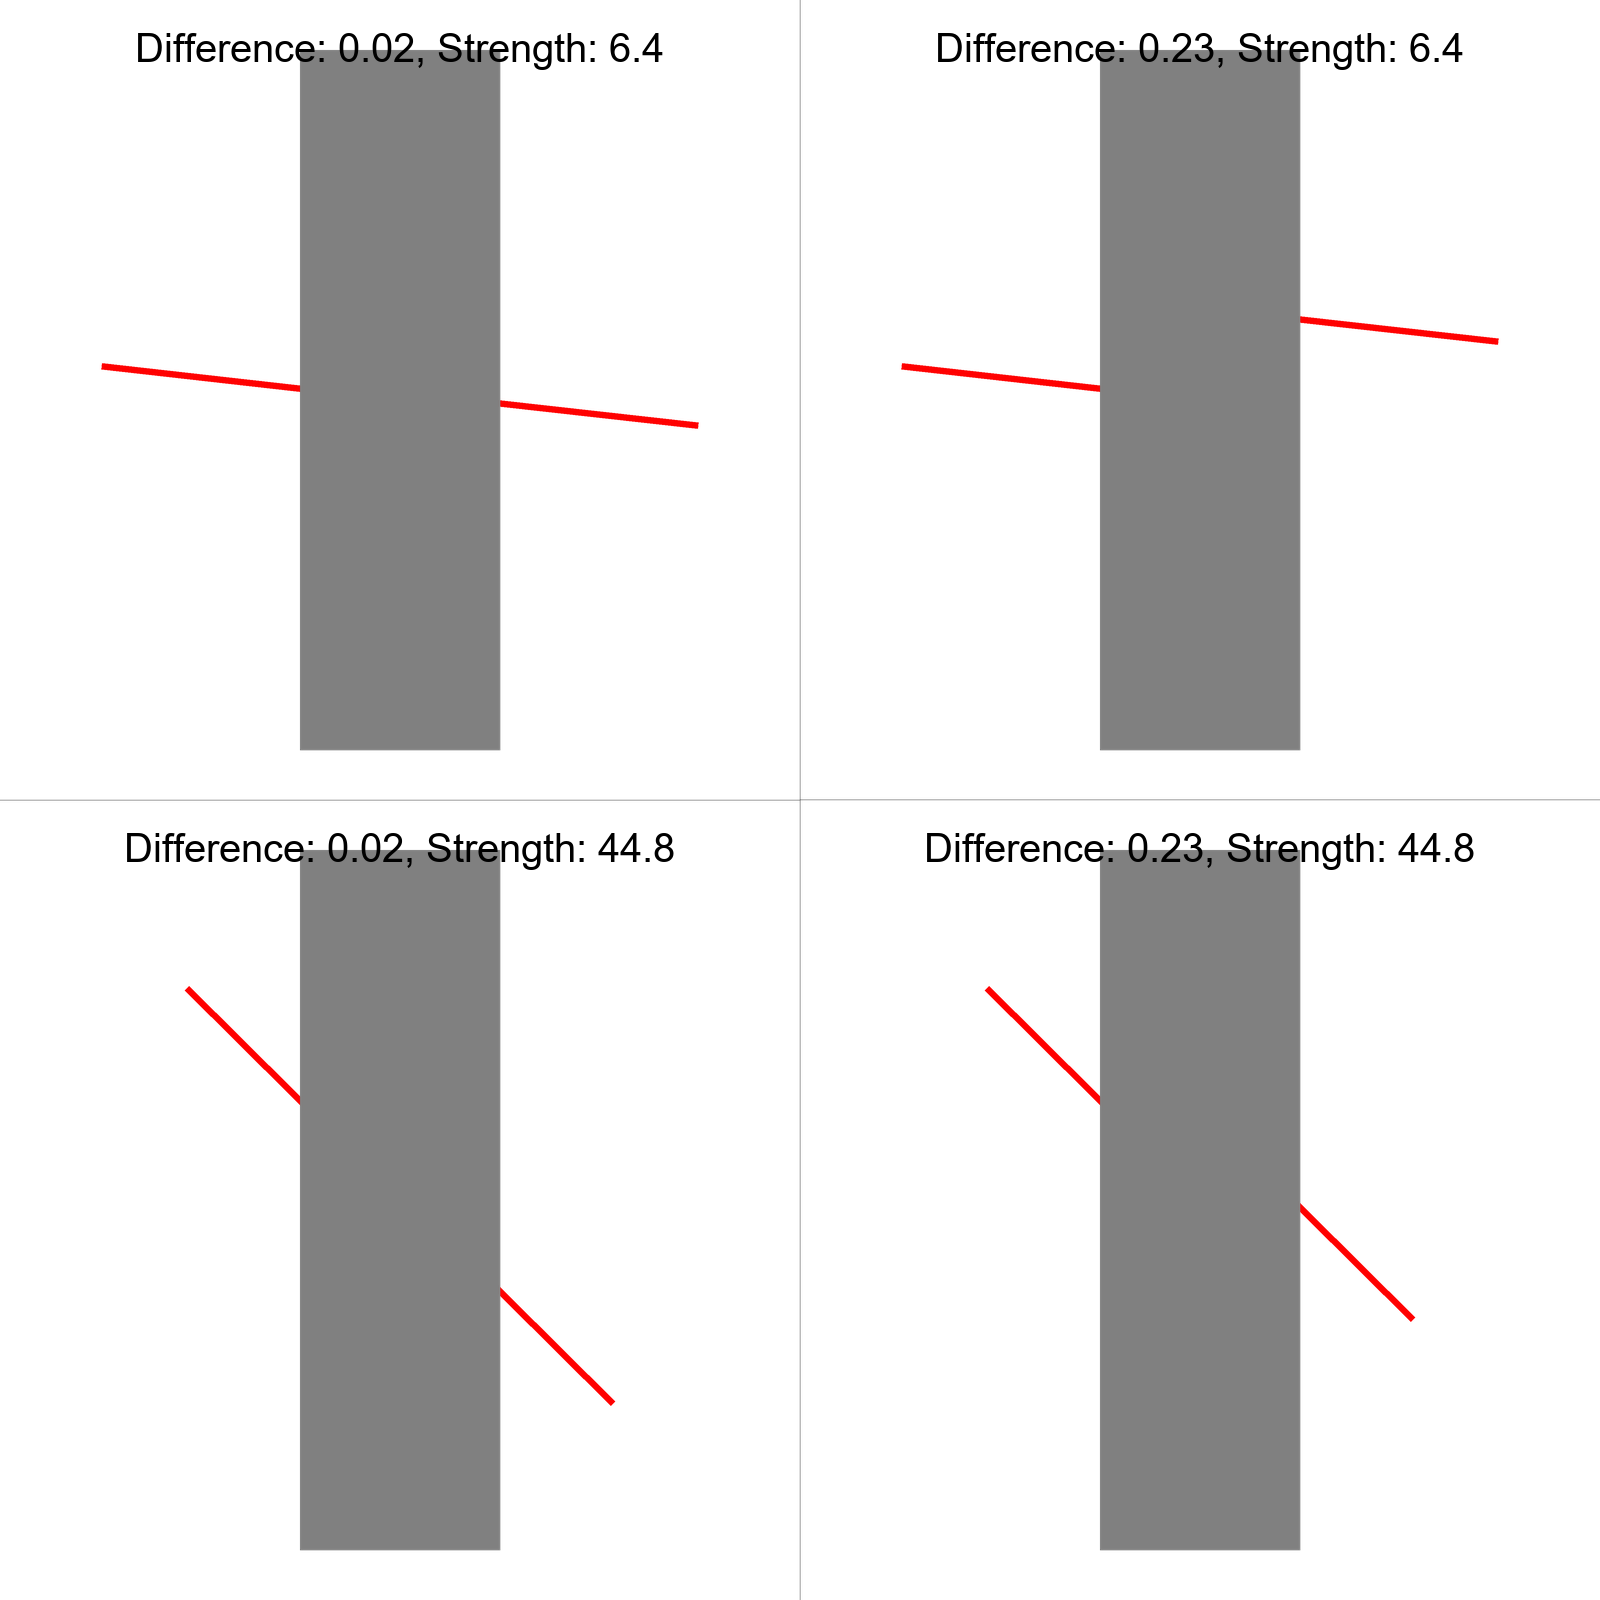 Difference: 0.02, Strength: 6.4
Difference: 0.23, Strength: 6.4
Difference: 0.02, Strength: 44.8
Difference: 0.23, Strength: 44.8